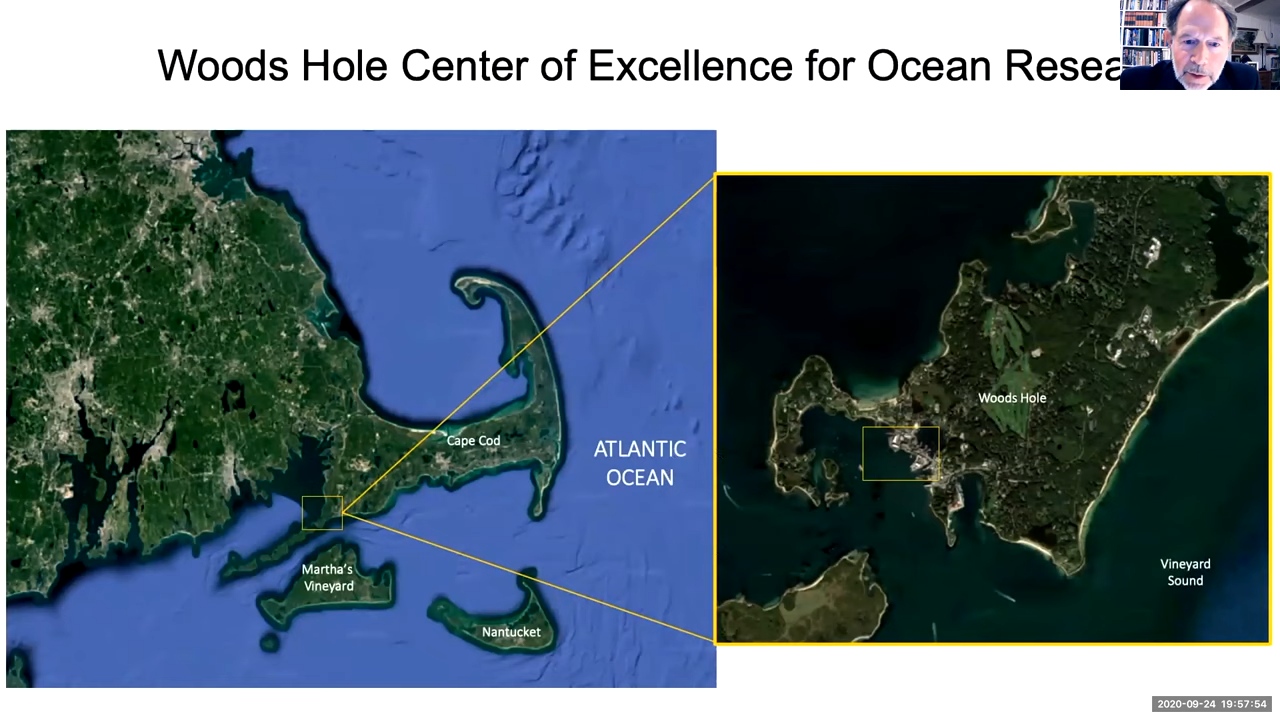 Woods Hole Center of Excellence for Ocean Resea
Cape Cod
ATLANTIC
OCEAN
Martha's
Vineyard
Nantucket
Woods Hole
Vineyard
Sound
2020-09-24 19:57:54